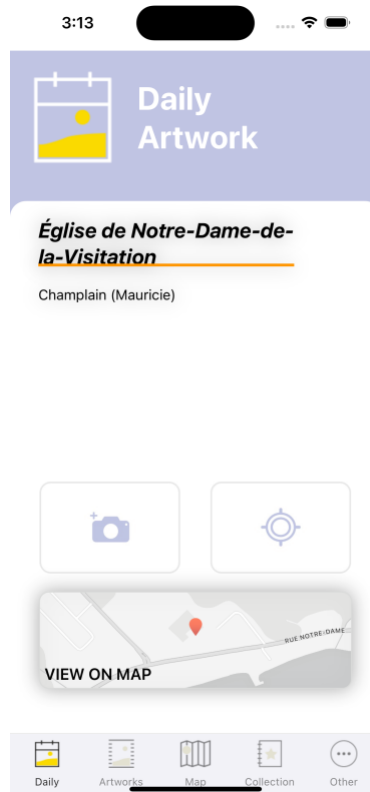 3:13
Daily
Artwork
Église de Notre-Dame-de-
la-Visitation
Champlain (Mauricie)
RUE NOTRE-DAME
VIEW ON MAP
Daily
Artworks
Map
Collection
Other